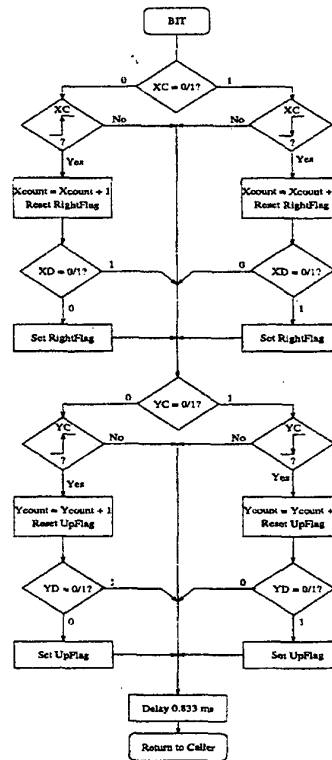 BIT
XC = 0/1?
0
1
XC
?
No
No
XC
?
Yes
Yes
Xcount = Xcount + 1
Reset RightFlag
Xcount = Xcount +
Reset RightFlag
XD = 0/1?
1
0
XD = 0/1?
0
1
Set RightFlag
Set RightFlag
0
YC = 0/1?
1
YC
?
No
No
YC
?
Yes
Yes
Ycount = Ycount + 1
Reset UpFlag
Ycount = Ycount +
Reset UpFlag
YD = 0/1?
1
0
YD = 0/1?
0
1
Set UpFlag
Set UpFlag
Delay 0.833 ms
Return to Caller